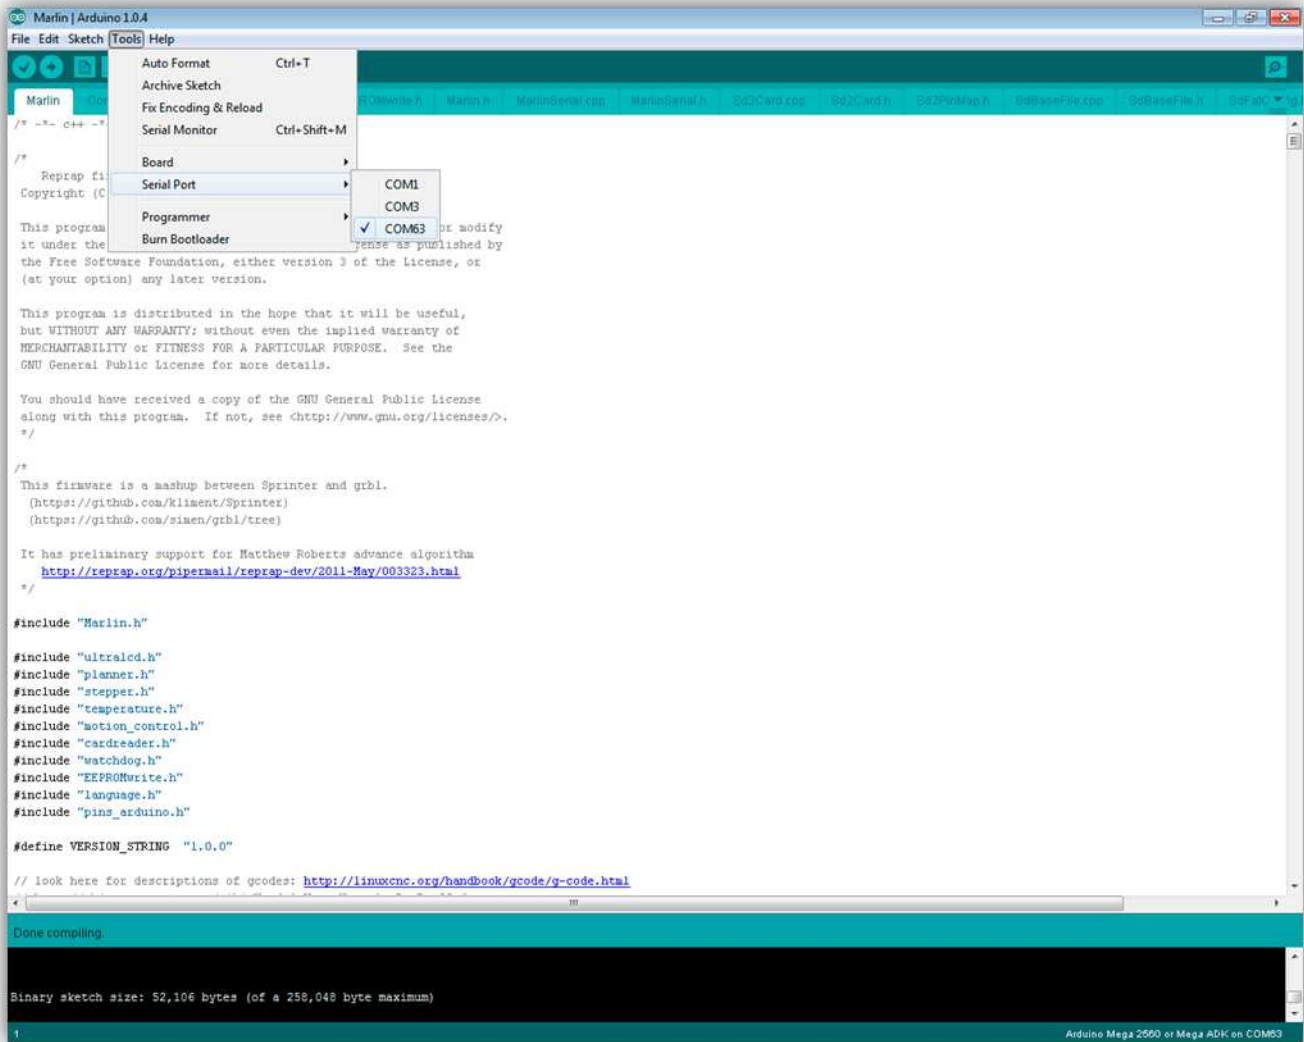 Marlin | Arduino 1.0.4
File Edit Sketch Tools Help
Auto Format Ctrl+T
Archive Sketch
Fix Encoding & Reload
Serial Monitor Ctrl+Shift+M
Board
Serial Port
Programmer
Burn Bootloader
COM1
COM3
COM63
Marlin Marlin.h MarlinSerial.cpp MarlinSerial.h Sd2Card.cpp Sd2Card.h Sd2PinMap.h SdBaseFile.cpp SdBaseFile.h
/* -*- c++ -*-
/*
Reprap
Copyright (C
This program or modify
it under the published by
the Free Software Foundation, either version 3 of the License, or
(at your option) any later version.
This program is distributed in the hope that it will be useful,
but WITHOUT ANY WARRANTY; without even the implied warranty of
MERCHANTABILITY or FITNESS FOR A PARTICULAR PURPOSE.  See the
GNU General Public License for more details.
You should have received a copy of the GNU General Public License
along with this program.  If not, see <http://www.gnu.org/licenses/>.
*/
/*
This firmware is a mashup between Sprinter and grbl.
(https://github.com/kliment/Sprinter)
(https://github.com/simen/grbl/tree)
It has preliminary support for Matthew Roberts advance algorithm
http://reprap.org/pipermail/reprap-dev/2011-May/003323.html
*/
#include "Marlin.h"
#include "ultralcd.h"
#include "planner.h"
#include "stepper.h"
#include "temperature.h"
#include "motion_control.h"
#include "cardreader.h"
#include "watchdog.h"
#include "EEPROMwrite.h"
#include "language.h"
#include "pins_arduino.h"
#define VERSION_STRING  "1.0.0"
// look here for descriptions of gcodes: http://linuxcnc.org/handbook/gcode/g-code.html
Done compiling.
Binary sketch size: 52,106 bytes (of a 258,048 byte maximum)
1 Arduino Mega 2560 or Mega ADK on COM63